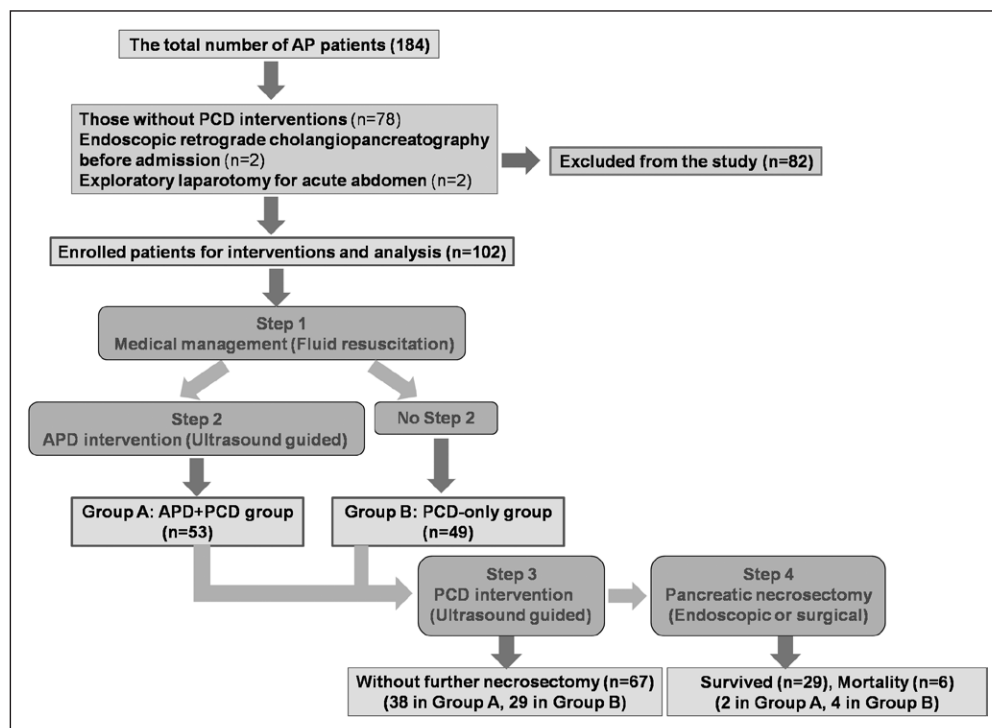 The total number of AP patients (184)
Those without PCD interventions (n=78)
Endoscopic retrograde cholangiopancreatography
before admission (n=2)
Exploratory laparotomy for acute abdomen (n=2)
Excluded from the study (n=82)
Enrolled patients for interventions and analysis (n=102)
Step 1
Medical management (Fluid resuscitation)
Step 2
APD intervention (Ultrasound guided)
No Step 2
Group A: APD+PCD group
(n=53)
Group B: PCD-only group
(n=49)
Step 3
PCD intervention
(Ultrasound guided)
Step 4
Pancreatic necrosectomy
(Endoscopic or surgical)
Without further necrosectomy (n=67)
(38 in Group A, 29 in Group B)
Survived (n=29), Mortality (n=6)
(2 in Group A, 4 in Group B)